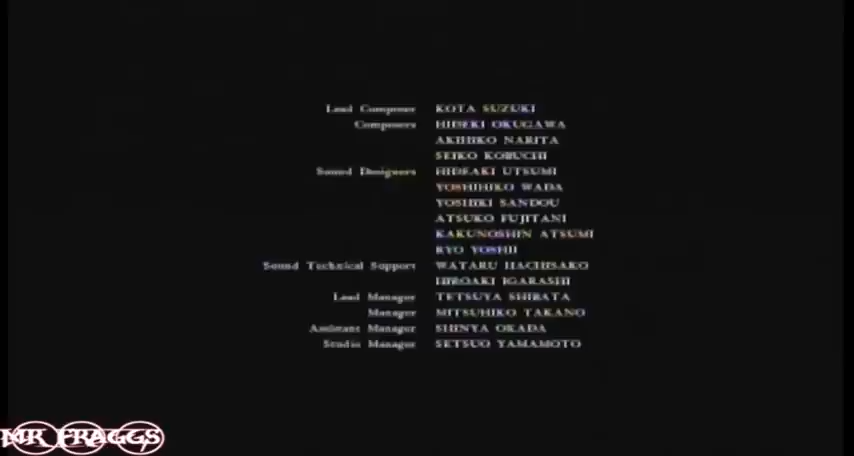 Lead Composer KOTA SUZUKI
Composers HIDEKI OKUGAWA
AKIHIKO NARITA
SEIKO KOBUCHI
Sound Designers HIDEAKI UTSUMI
YOSHIHIKO WADA
YOSHIKI SANDOU
ATSUKO FUJITANI
KAKUNOSHIN ATSUMI
RYO YOSHII
Sound Technical Support WATARU HACHISAKO
HIROAKI IGARASHI
Lead Manager TETSUYA SHIBATA
Manager MITSUHIKO TAKANO
Assistant Manager SHINYA OKADA
Studio Manager SETSUO YAMAMOTO
MR FRAGGS